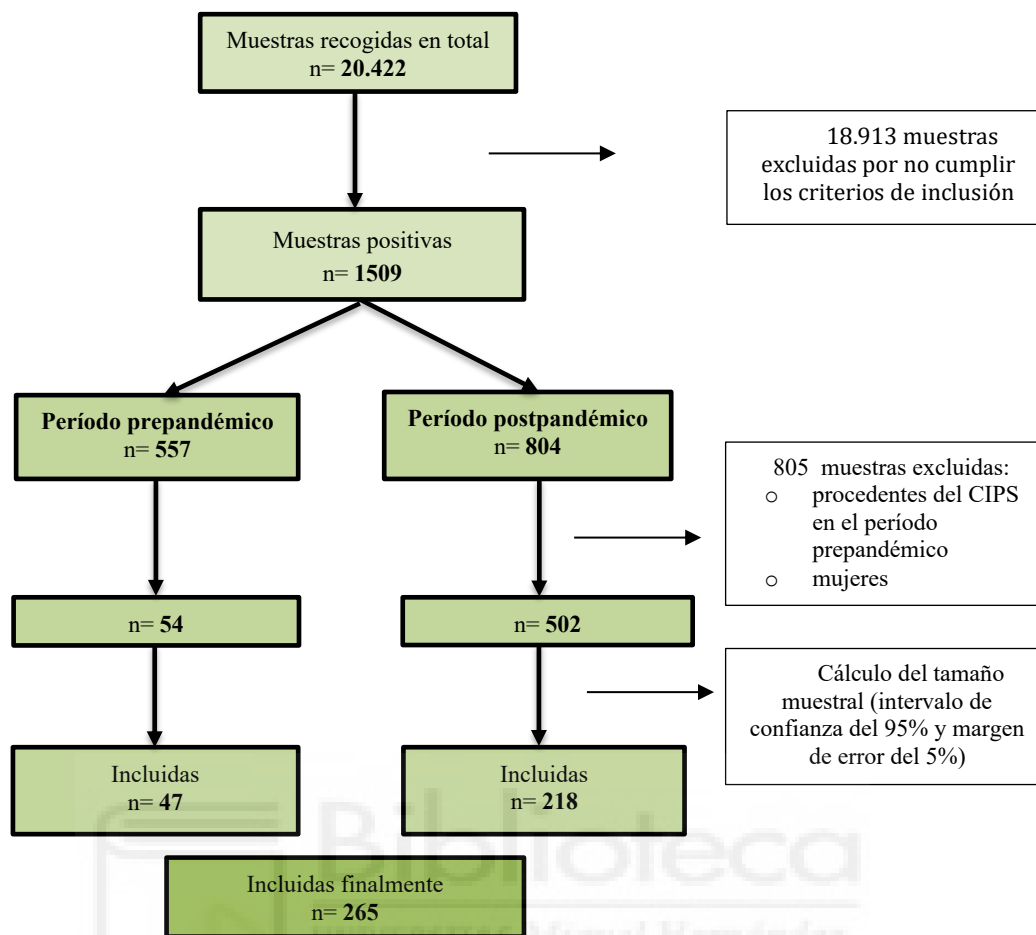 Muestras recogidas en total
n= 20.422
18.913 muestras
excluidas por no cumplir
los criterios de inclusión
Muestras positivas
n= 1509
Período prepandémico
n= 557
Período postpandémico
n= 804
805 muestras excluidas:
o procedentes del CIPS
en el período
prepandémico
o mujeres
n= 54
n= 502
Cálculo del tamaño
muestral (intervalo de
confianza del 95% y margen
de error del 5%)
Incluidas
n= 47
Incluidas
n= 218
Biblioteca
Incluidas finalmente
n= 265
Miguel Hernández